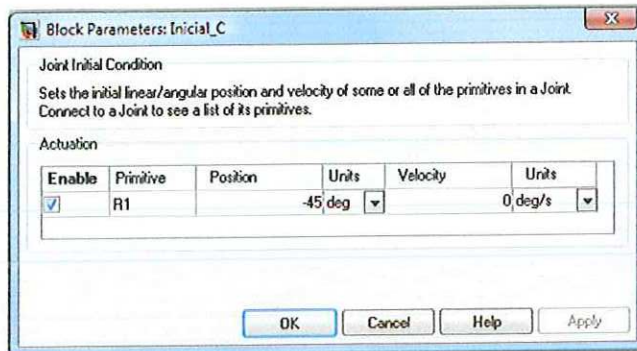 Block Parameters: Inicial_C
Joint Initial Condition
Sets the initial linear/angular position and velocity of some or all of the primitives in a Joint.
Connect to a Joint to see a list of its primitives.
Actuation
Enable Primitive Position Units Velocity Units
R1 -45 deg 0 deg/s
OK Cancel Help Apply